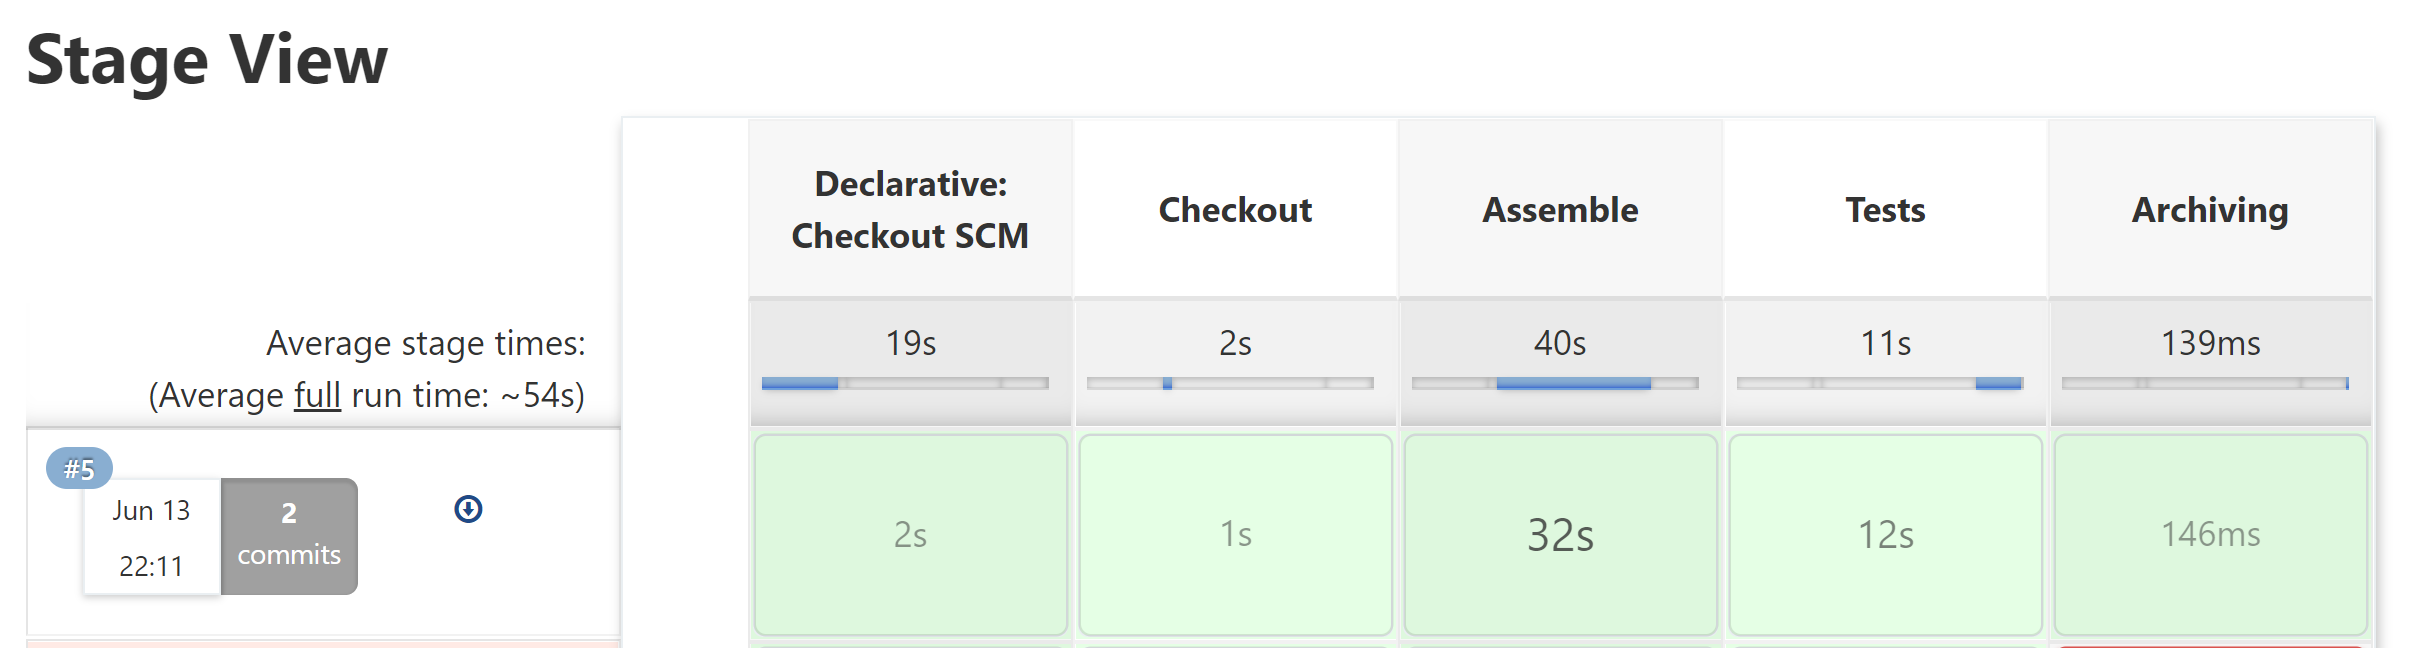 Stage View
Declarative:
Checkout SCM
Checkout
Assemble
Tests
Archiving
Average stage times:
(Average full run time: ~54s)
19s
2s
40s
11s
139ms
#5
Jun 13
22:11
2
commits
2s
1s
32s
12s
146ms